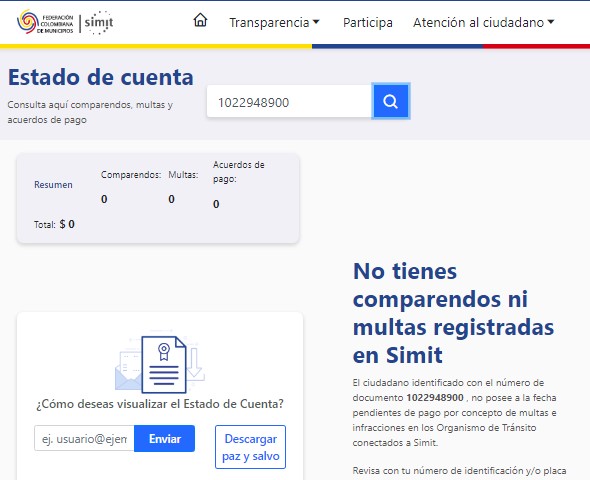 FEDERACIÓN
COLOMBIANA
DE MUNICIPIOS
simit
Transparencia
Participa
Atención al ciudadano
Estado de cuenta
Consulta aquí comparendos, multas y
acuerdos de pago
1022948900
Resumen
Comparendos:
0
Multas:
0
Acuerdos de
pago:
0
Total: $ 0
No tienes
comparendos ni
multas registradas
en Simit
El ciudadano identificado con el número de
documento 1022948900 , no posee a la fecha
pendientes de pago por concepto de multas e
infracciones en los Organismo de Tránsito
conectados a Simit.
Revisa con tu número de identificación y/o placa
¿Cómo deseas visualizar el Estado de Cuenta?
ej. usuario@ejem
Enviar
Descargar
paz y salvo